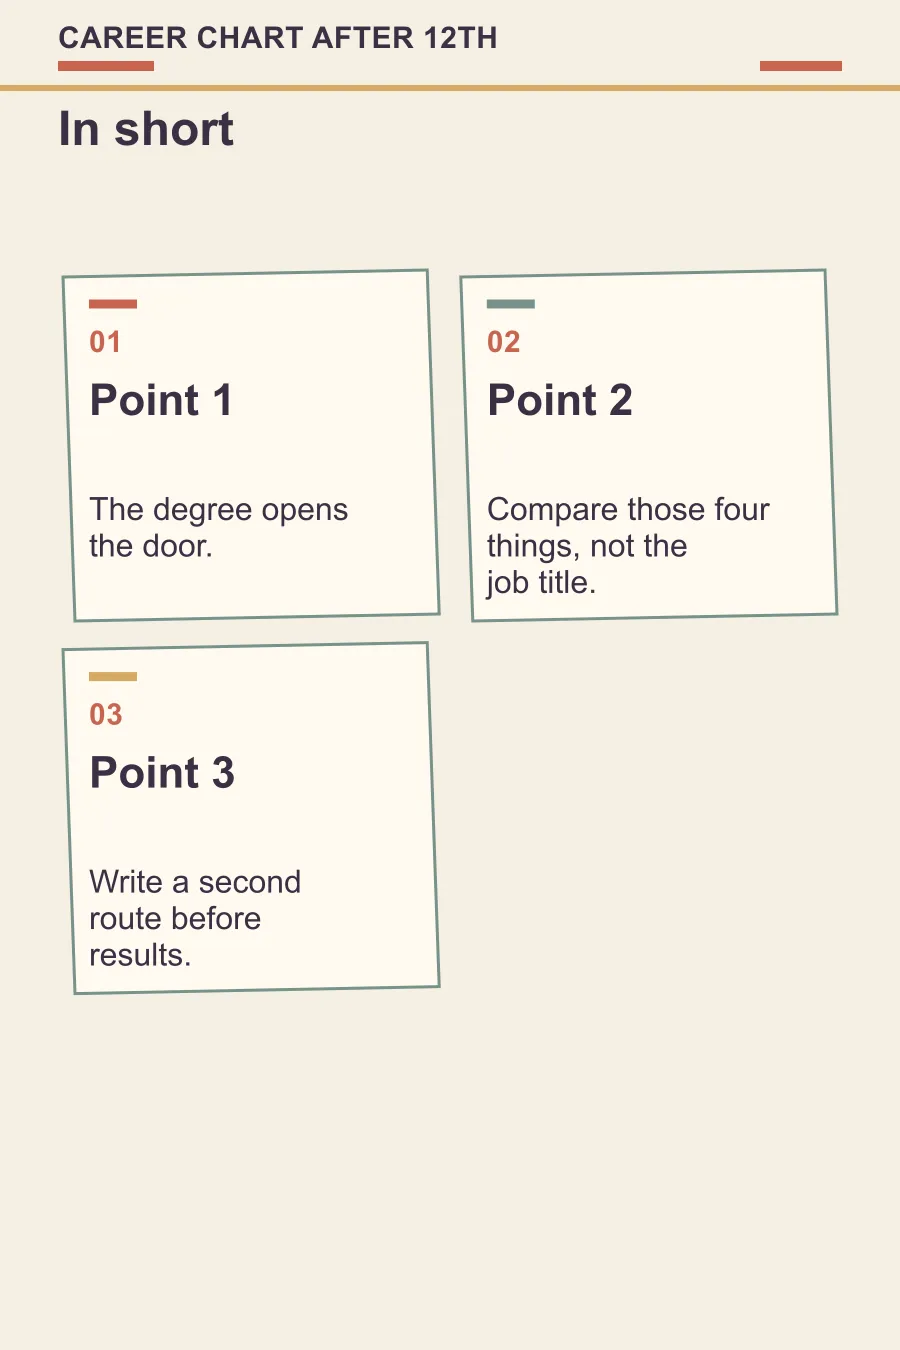 CAREER CHART AFTER 12TH
In short
01
Point 1
The degree opens
the door.
02
Point 2
Compare those four
things, not the
job title.
03
Point 3
Write a second
route before
results.